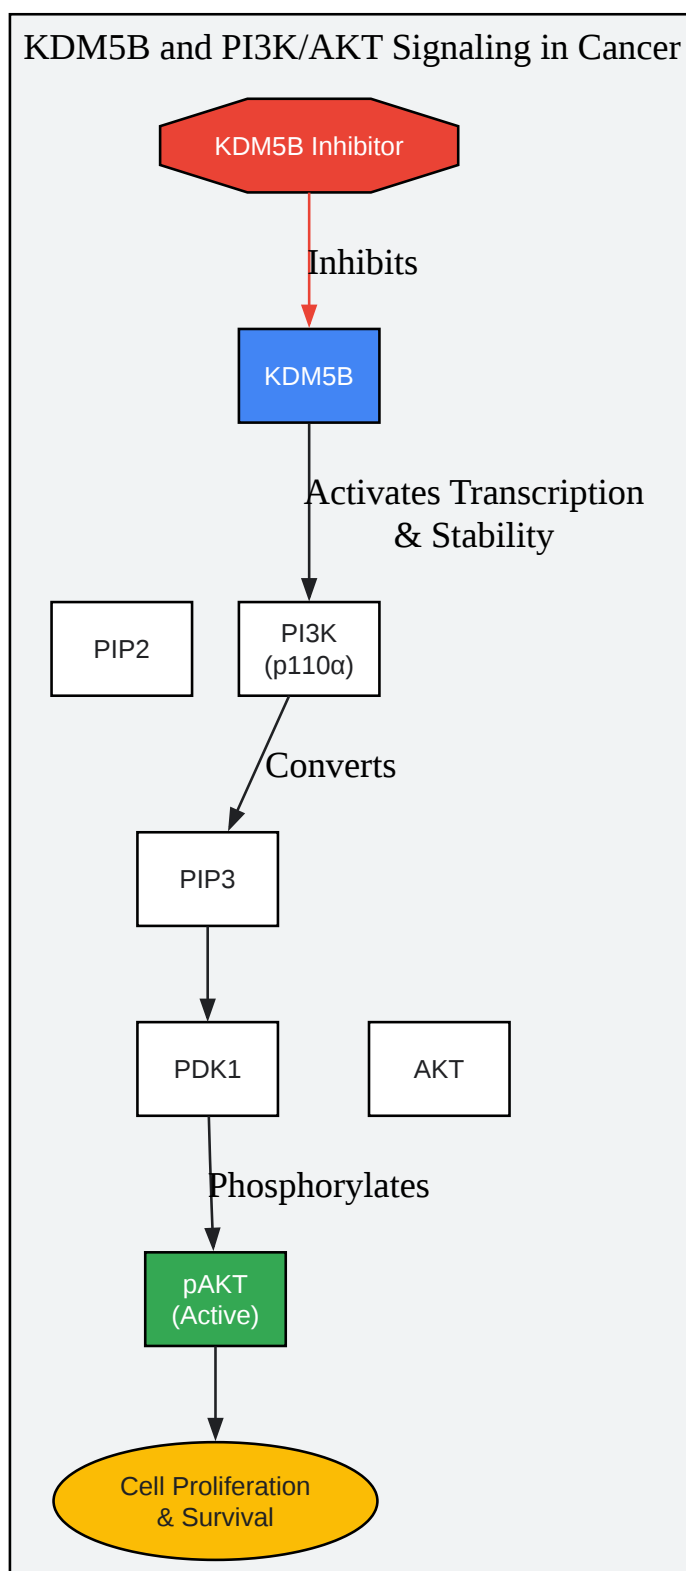 KDM5B and PI3K/AKT Signaling in Cancer
KDM5B Inhibitor
Inhibits
KDM5B
Activates Transcription
& Stability
PIP2
PI3K
(p110α)
Converts
PIP3
PDK1
AKT
Phosphorylates
pAKT
(Active)
Cell Proliferation
& Survival